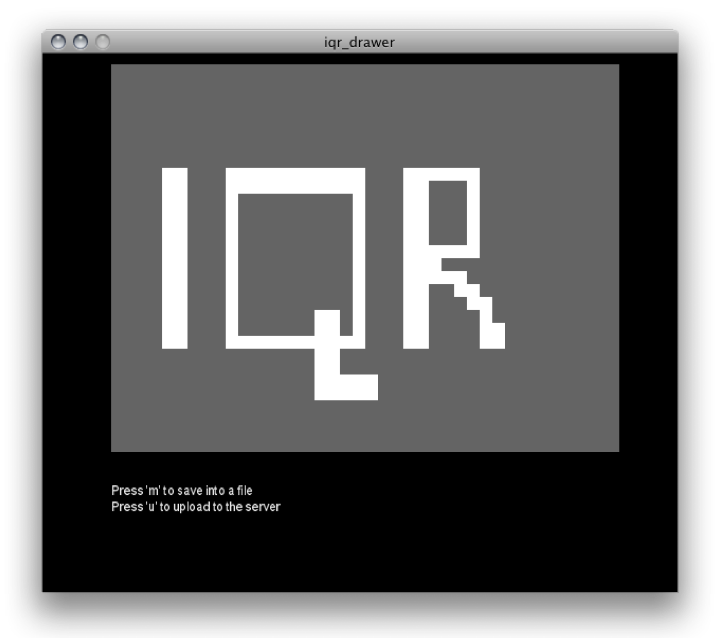 iqr_drawer
IQR
Press 'm' to save into a file
Press 'u' to upload to the server